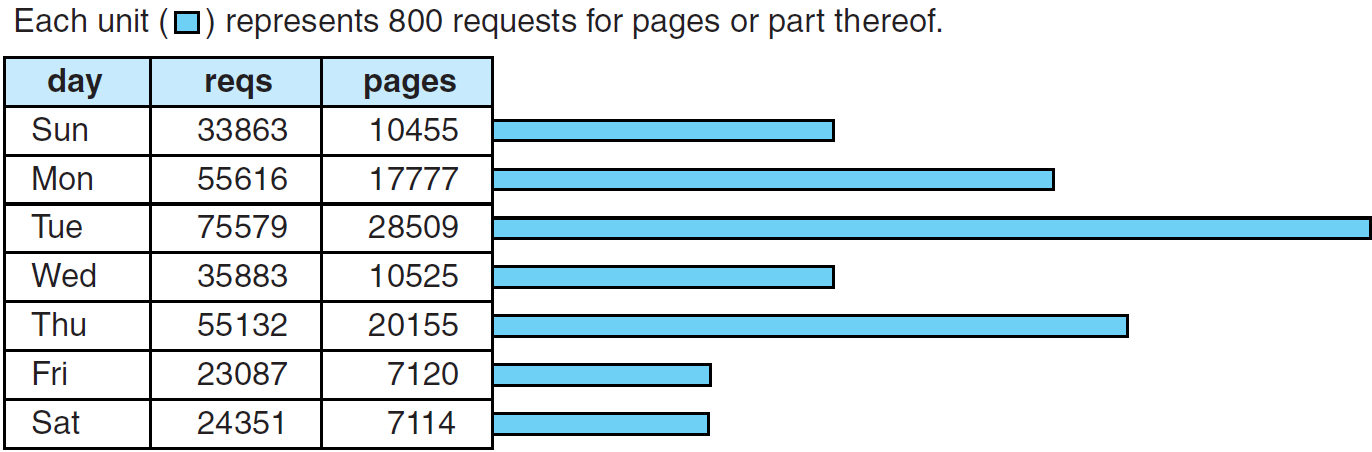 Each unit ( ) represents 800 requests for pages or part thereof.
day reqs pages
Sun 33863 10455
Mon 55616 17777
Tue 75579 28509
Wed 35883 10525
Thu 55132 20155
Fri 23087 7120
Sat 24351 7114